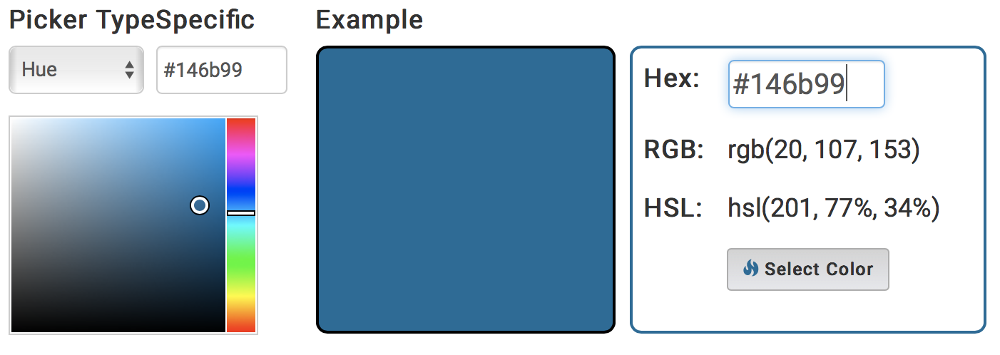 Picker TypeSpecific
Hue
#146b99
Example
Hex: #146b99
RGB: rgb(20, 107, 153)
HSL: hsl(201, 77%, 34%)
Select Color